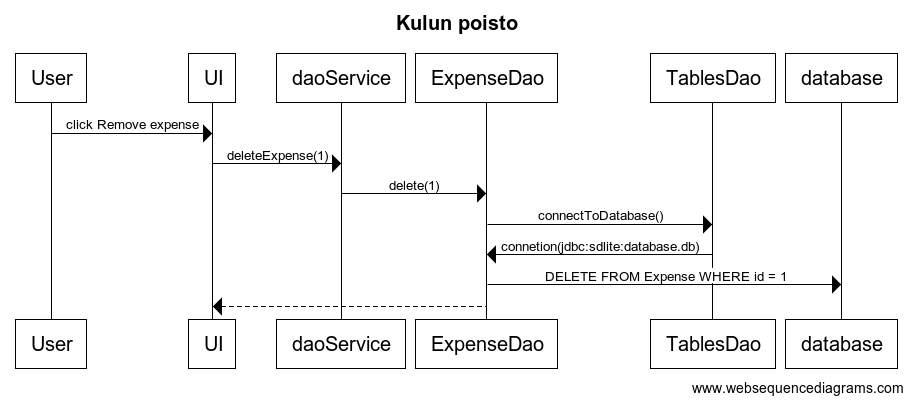 Kulun poisto
User UI daoService ExpenseDao TablesDao database
click Remove expense
deleteExpense(1)
delete(1)
connectToDatabase()
connetion(jdbc:sdlite:database.db)
DELETE FROM Expense WHERE id = 1
User UI daoService ExpenseDao TablesDao database
www.websequencediagrams.com